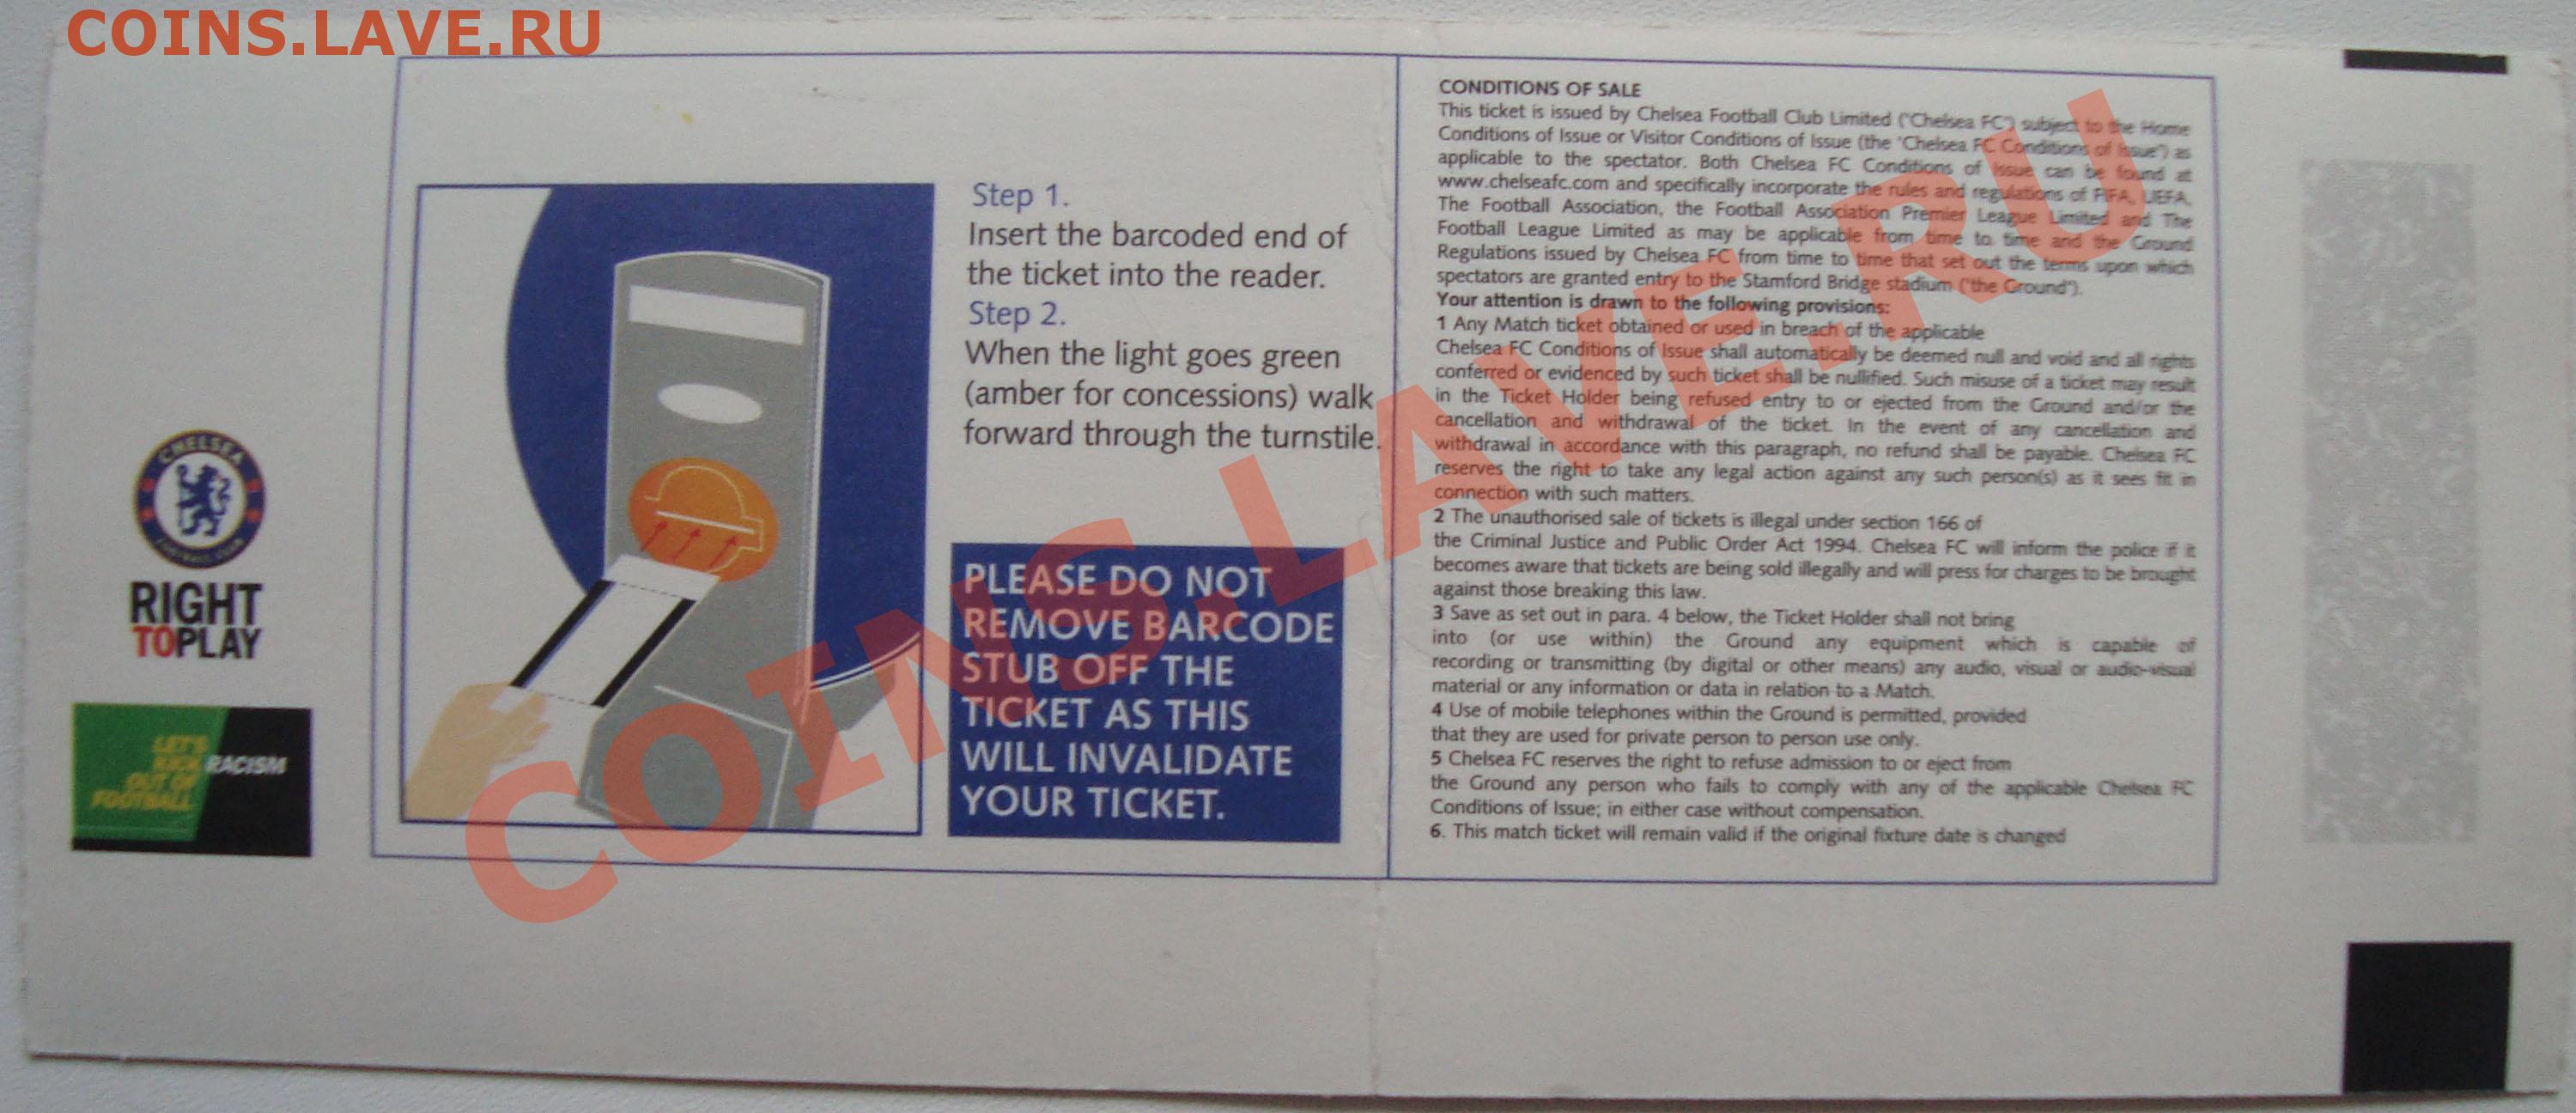 COINS.LAVE.RU
CHELSEA
FOOTBALL CLUB
RIGHT
TOPLAY
LET'S
KICK RACISM
OUT OF
FOOTBALL
Step 1.
Insert the barcoded end of
the ticket into the reader.
Step 2.
When the light goes green
(amber for concessions) walk
forward through the turnstile.
PLEASE DO NOT
REMOVE BARCODE
STUB OFF THE
TICKET AS THIS
WILL INVALIDATE
YOUR TICKET.
CONDITIONS OF SALE
This ticket is issued by Chelsea Football Club Limited ("Chelsea FC") subject to the Home
Conditions of Issue or Visitor Conditions of Issue (the "Chelsea FC Conditions of Issue") as
applicable to the spectator. Both Chelsea FC Conditions of Issue can be found at
www.chelseafc.com and specifically incorporate the rules and regulations of FIFA, UEFA,
The Football Association, the Football Association Premier League Limited and The
Football League Limited as may be applicable from time to time and the Ground
Regulations issued by Chelsea FC from time to time that set out the terms upon which
spectators are granted entry to the Stamford Bridge stadium ("the Ground").
Your attention is drawn to the following provisions:
1 Any Match ticket obtained or used in breach of the applicable
Chelsea FC Conditions of Issue shall automatically be deemed null and void and all rights
conferred or evidenced by such ticket shall be nullified. Such misuse of a ticket may result
in the Ticket Holder being refused entry to or ejected from the Ground and/or the
cancellation and withdrawal of the ticket. In the event of any cancellation and
withdrawal in accordance with this paragraph, no refund shall be payable. Chelsea FC
reserves the right to take any legal action against any such person(s) as it sees fit in
connection with such matters.
2 The unauthorised sale of tickets is illegal under section 166 of
the Criminal Justice and Public Order Act 1994. Chelsea FC will inform the police if it
becomes aware that tickets are being sold illegally and will press for charges to be brought
against those breaking this law.
3 Save as set out in para. 4 below, the Ticket Holder shall not bring
into (or use within) the Ground any equipment which is capable of
recording or transmitting (by digital or other means) any audio, visual or audio-visual
material or any information or data in relation to a Match.
4 Use of mobile telephones within the Ground is permitted, provided
that they are used for private person to person use only.
5 Chelsea FC reserves the right to refuse admission to or eject from
the Ground any person who fails to comply with any of the applicable Chelsea FC
Conditions of Issue; in either case without compensation.
6. This match ticket will remain valid if the original fixture date is changed
COINS.LAVE.RU